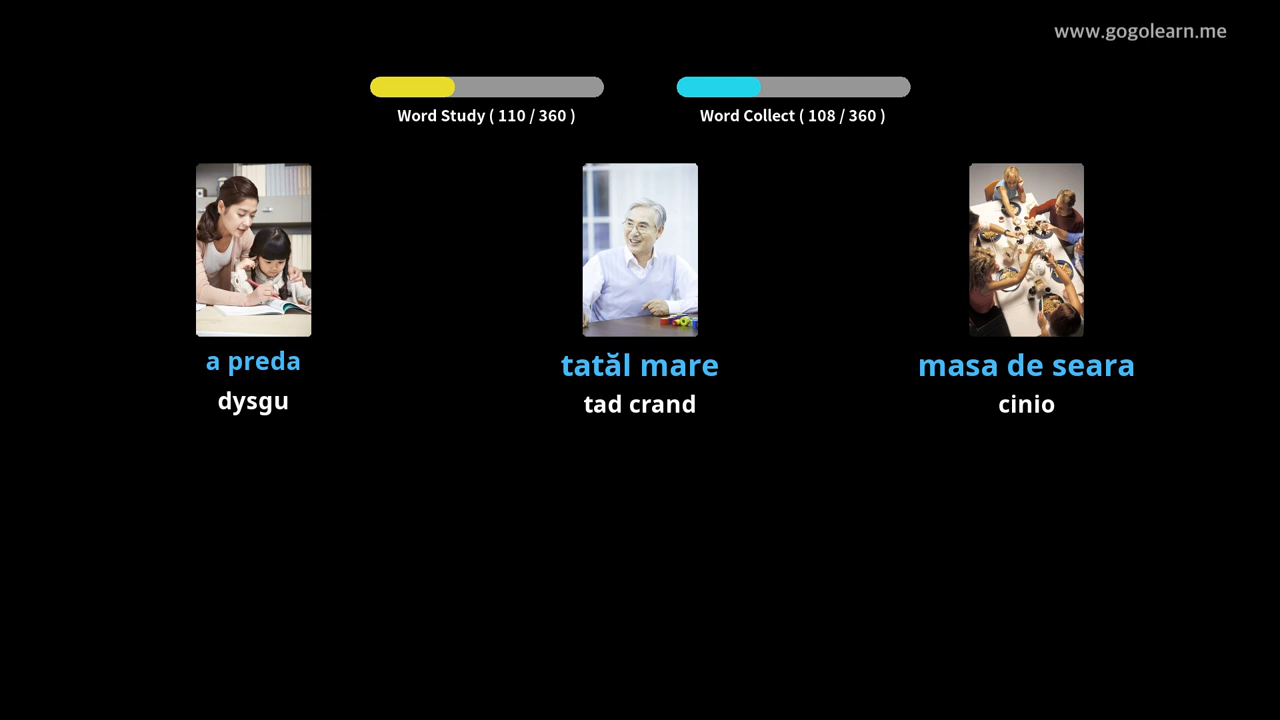 www.gogolearn.me
Word Study ( 110 / 360 )
Word Collect ( 108 / 360 )
a preda
tatăl mare
masa de seara
dysgu
tad crand
cinio